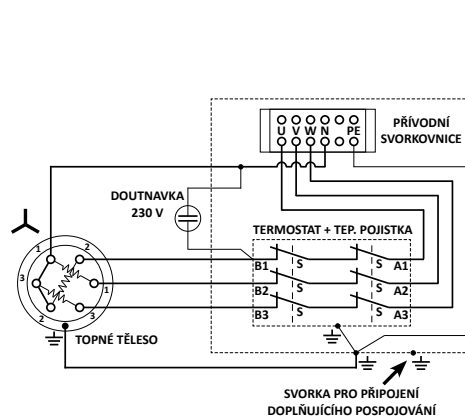 U V W N PE
PŘÍVODNÍ
SVORKOVNICE
DOUTNAVKA
230 V
TERMOSTAT + TEP. POJISTKA
B1 S S A1
B2 S S A2
B3 S S A3
1 2
3 1
2 3
TOPNÉ TĚLESO
SVORKA PRO PŘIPOJENÍ
DOPLŇUJÍCÍHO POSPOJOVÁNÍ